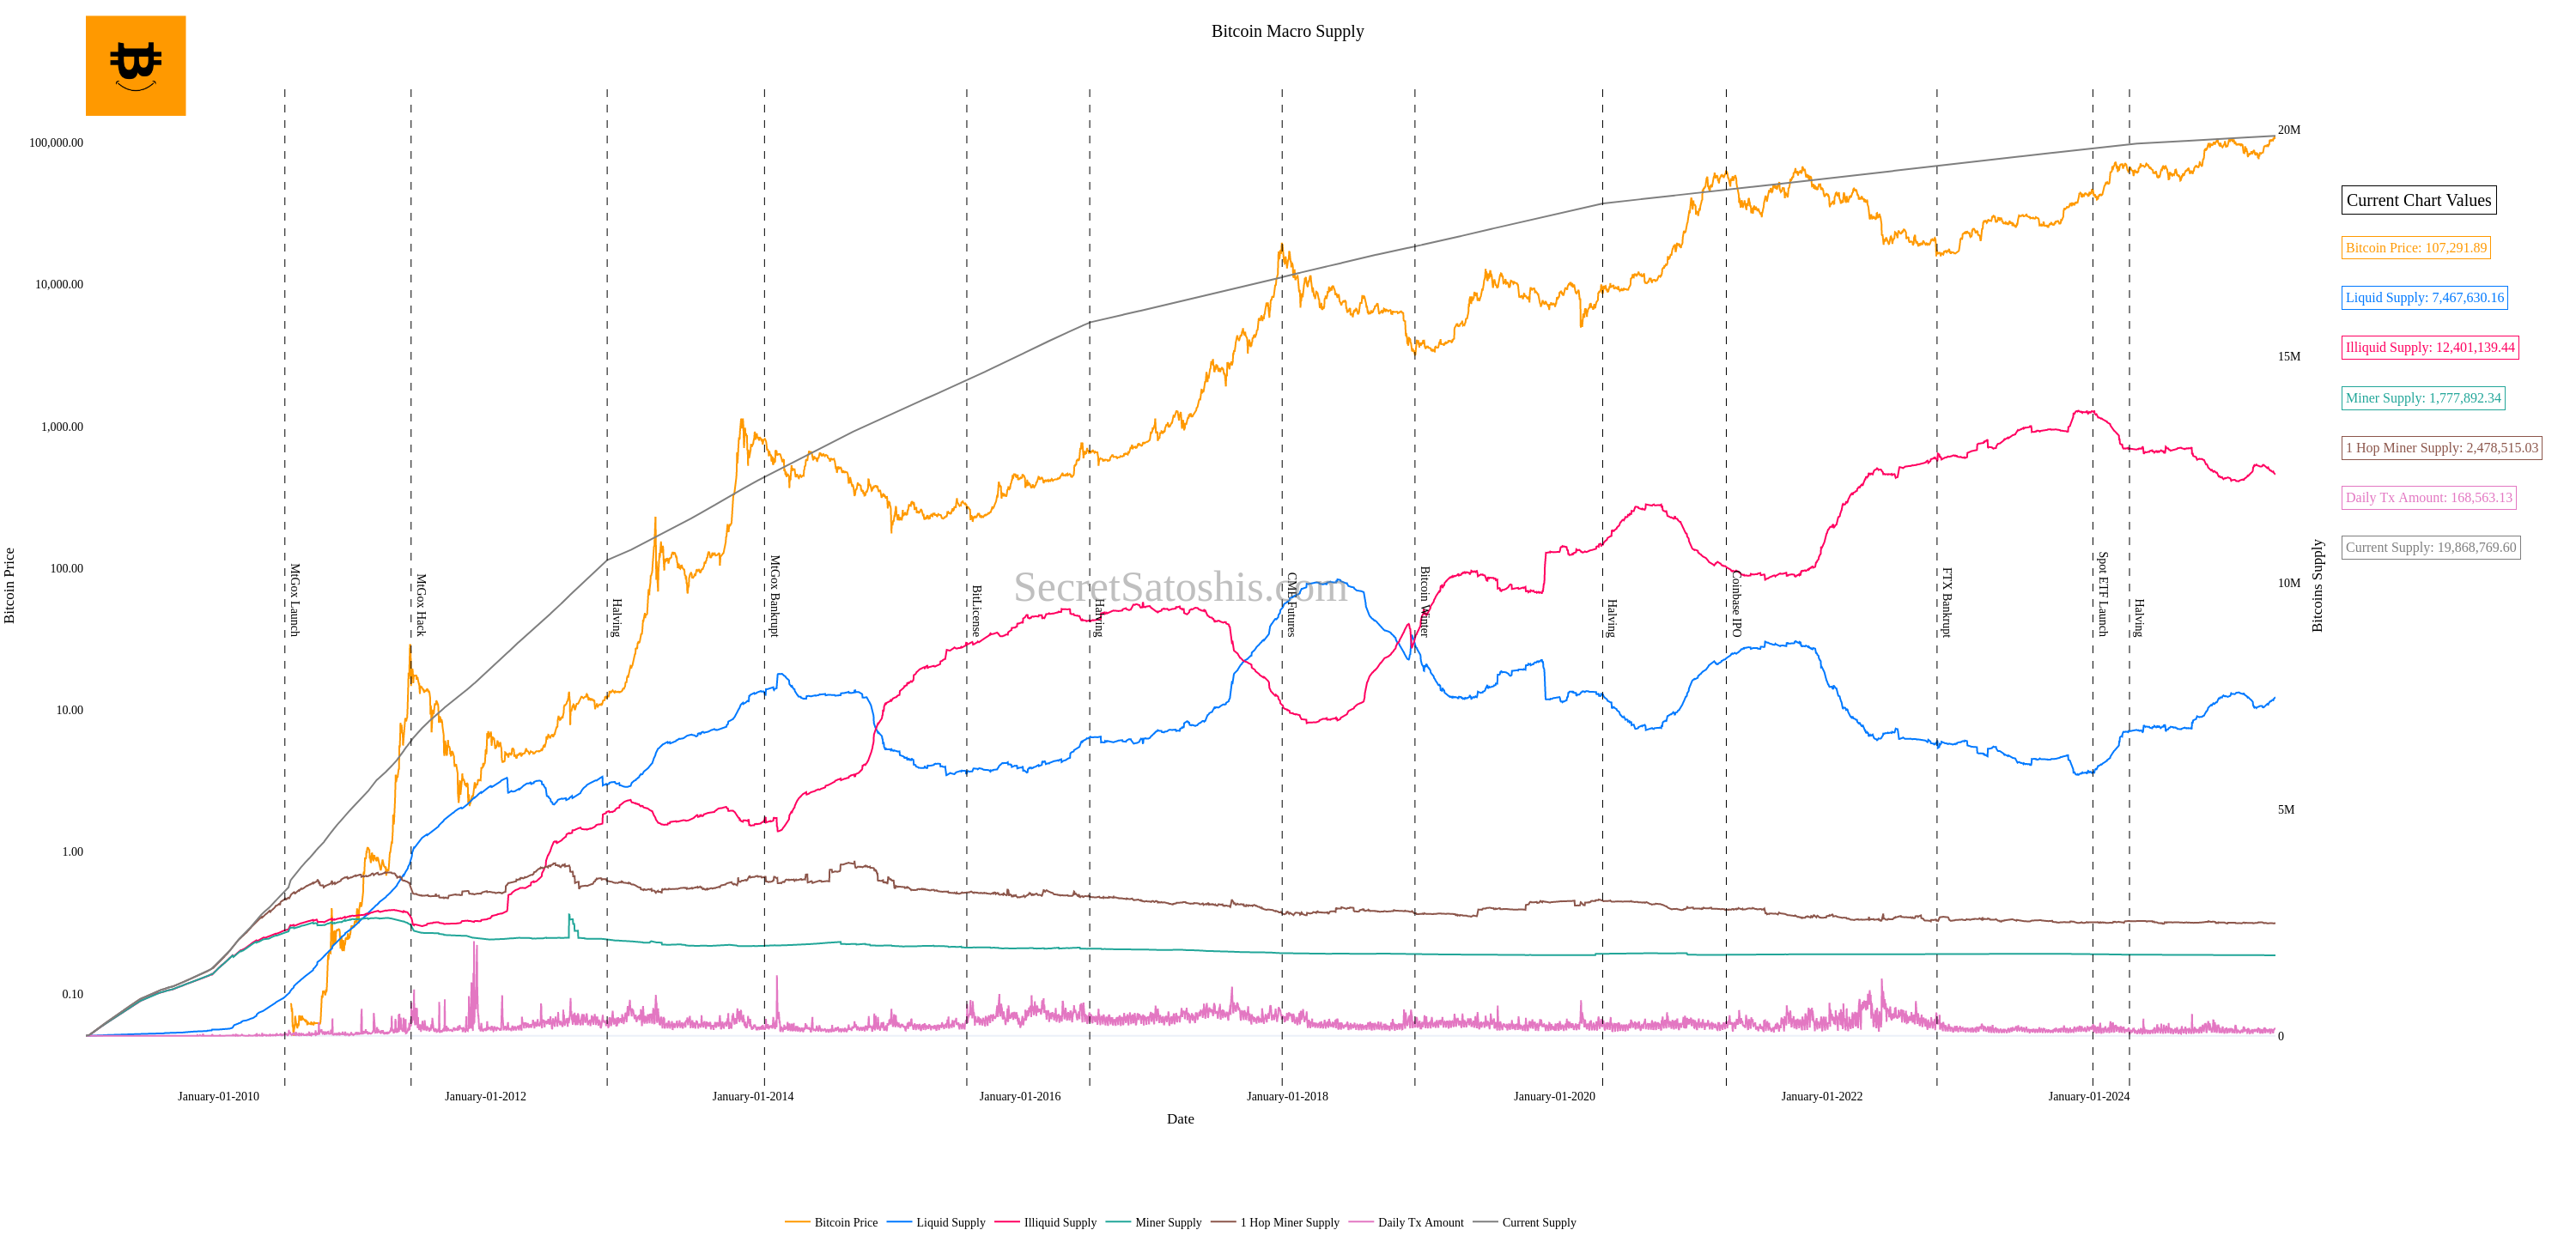 Bitcoin Macro Supply
100,000.00
10,000.00
1,000.00
100.00
10.00
1.00
0.10
Bitcoin Price
20M
15M
10M
5M
0
Bitcoins Supply
MtGox Launch
MtGox Hack
Halving
MtGox Bankrupt
BitLicense
Halving
CME Futures
Bitcoin Winter
Halving
Coinbase IPO
FTX Bankrupt
Spot ETF Launch
Halving
SecretSatoshis.com
January-01-2010
January-01-2012
January-01-2014
January-01-2016
January-01-2018
January-01-2020
January-01-2022
January-01-2024
Date
Current Chart Values
Bitcoin Price: 107,291.89
Liquid Supply: 7,467,630.16
Illiquid Supply: 12,401,139.44
Miner Supply: 1,777,892.34
1 Hop Miner Supply: 2,478,515.03
Daily Tx Amount: 168,563.13
Current Supply: 19,868,769.60
Bitcoin Price
Liquid Supply
Illiquid Supply
Miner Supply
1 Hop Miner Supply
Daily Tx Amount
Current Supply